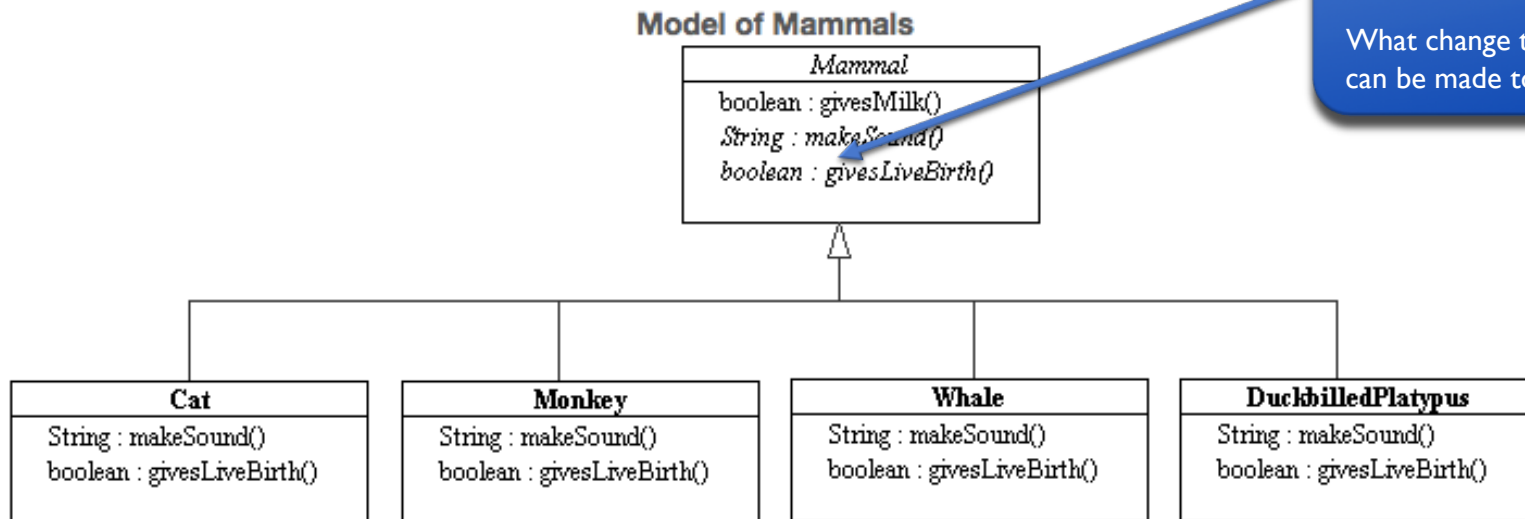 Model of Mammals
What change
can be made
Mammal
boolean : givesMilk()
String : makeSound()
boolean : givesLiveBirth()
Cat
String : makeSound()
boolean : givesLiveBirth()
Monkey
String : makeSound()
boolean : givesLiveBirth()
Whale
String : makeSound()
boolean : givesLiveBirth()
DuckbilledPlatypus
String : makeSound()
boolean : givesLiveBirth()